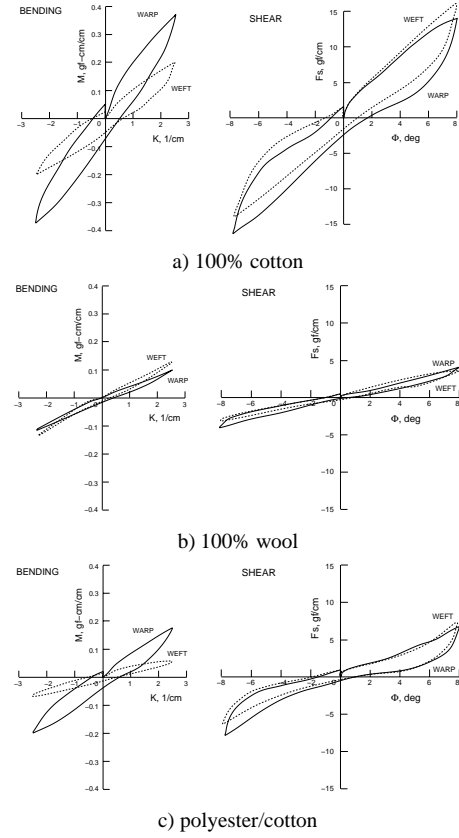 BENDING
SHEAR
M, gf−cm/cm
0.4
0.3
0.2
0.1
−0.1
−0.2
−0.3
−0.4
−3
−2
−1
0
1
2
3
K, 1/cm
WARP
WEFT
Fs, gf/cm
15
10
5
−5
−10
−15
−8
−6
−4
−2
0
2
4
6
8
Φ, deg
WEFT
WARP
a) 100% cotton
BENDING
SHEAR
M, gf−cm/cm
0.4
0.3
0.2
0.1
−0.1
−0.2
−0.3
−0.4
−3
−2
−1
0
1
2
3
K, 1/cm
WEFT
WARP
Fs, gf/cm
15
10
5
−5
−10
−15
−8
−6
−4
−2
0
2
4
6
8
Φ, deg
WARP
WEFT
b) 100% wool
BENDING
SHEAR
M, gf−cm/cm
0.4
0.3
0.2
0.1
−0.1
−0.2
−0.3
−0.4
−3
−2
−1
0
1
2
3
K, 1/cm
WARP
WEFT
Fs, gf/cm
15
10
5
−5
−10
−15
−8
−6
−4
−2
0
2
4
6
8
Φ, deg
WEFT
WARP
c) polyester/cotton